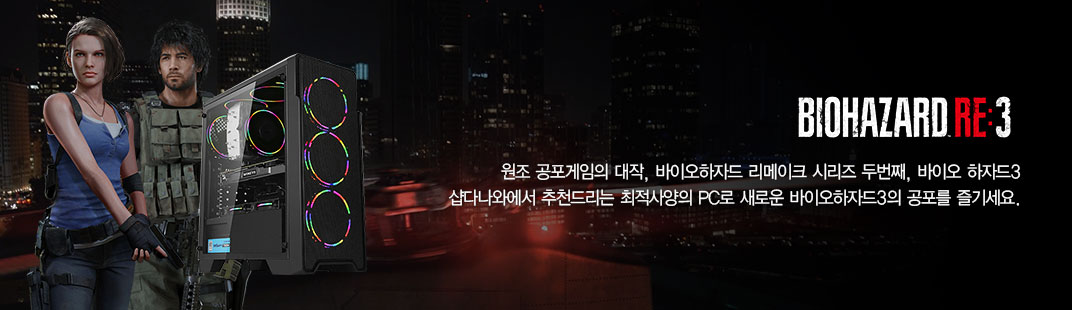 BIOHAZARD RE:3
원조 공포게임의 대작, 바이오하자드 리메이크 시리즈 두번째, 바이오 하자드3
샵다나와에서 추천드리는 최적사양의 PC로 새로운 바이오하자드3의 공포를 즐기세요.